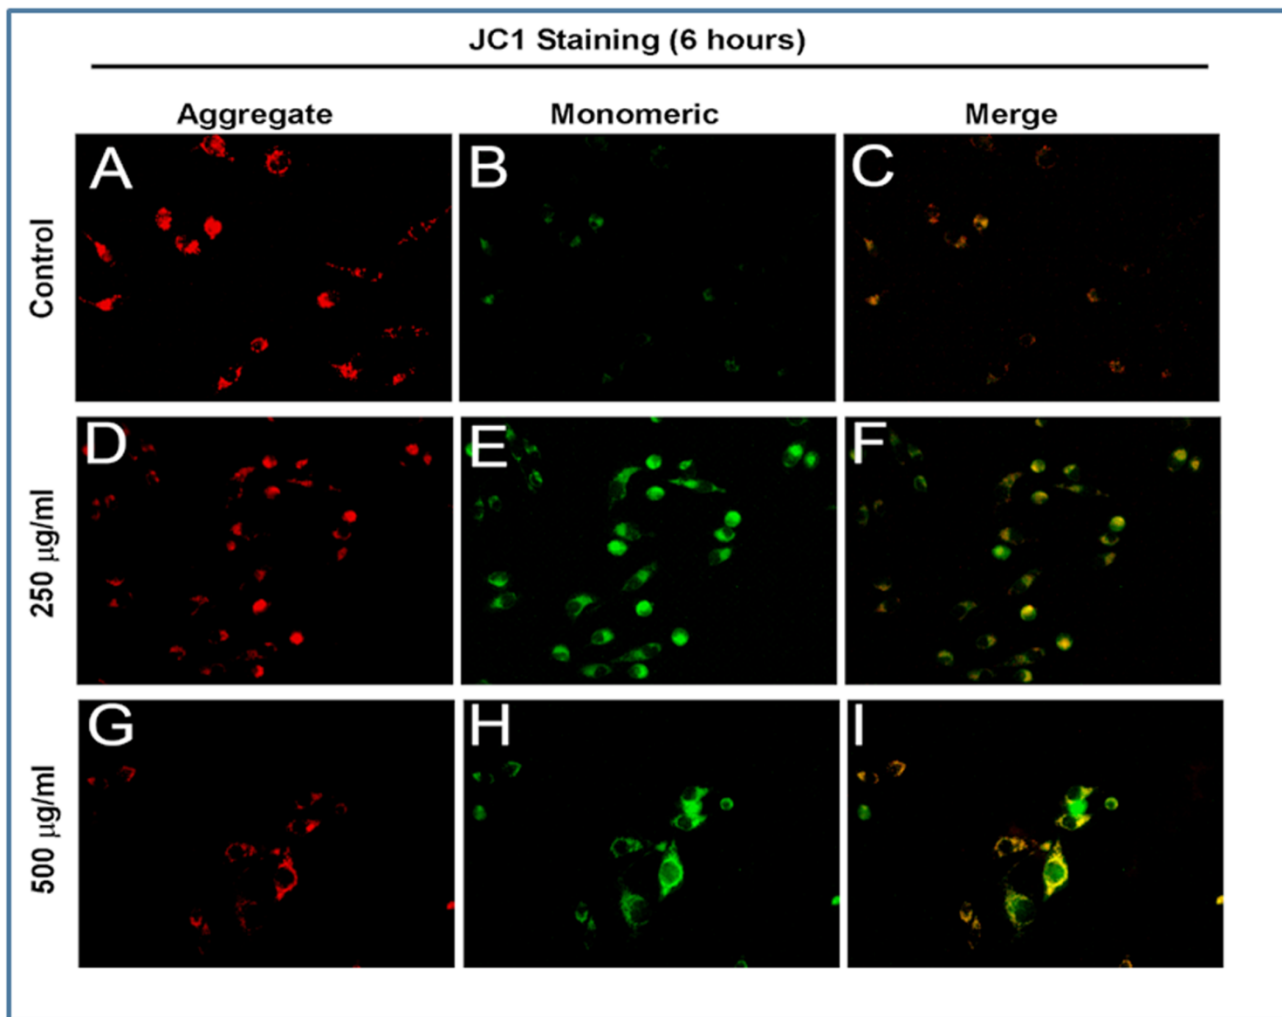 JC1 Staining (6 hours)
Aggregate Monomeric Merge
Control
A B C
250 µg/ml
D E F
500 µg/ml
G H I